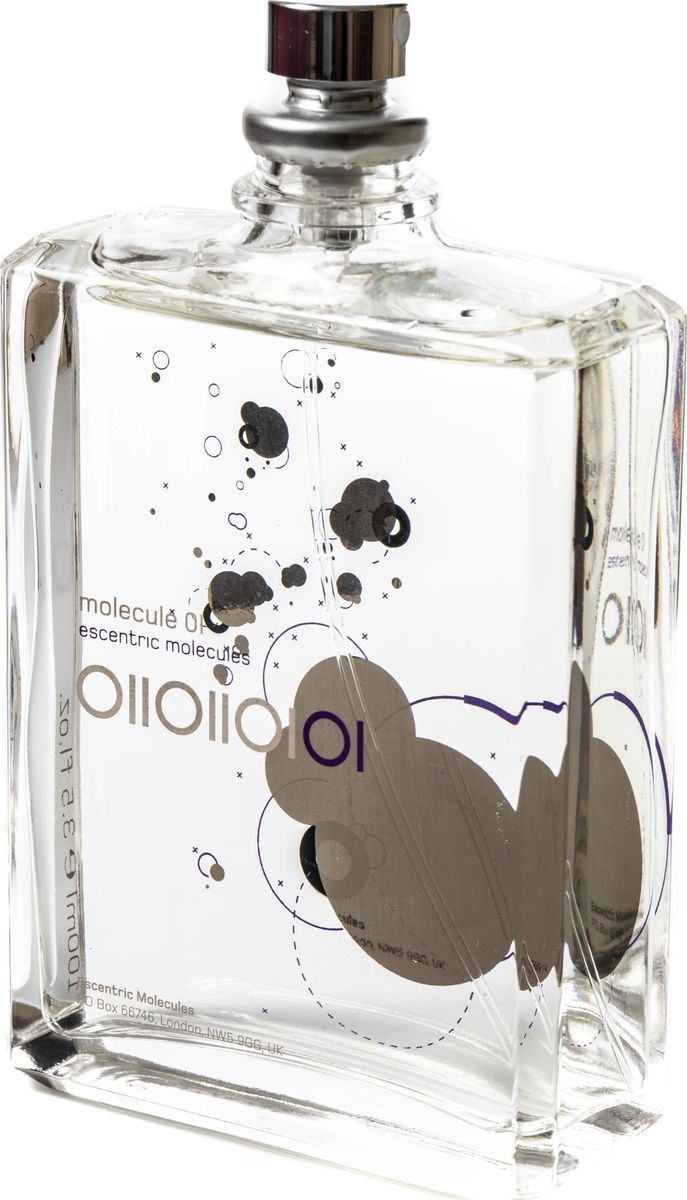 molecule 01
escentric molecules
0110110101
100ml e 3.5 fl.oz.
Escentric Molecules
PO Box 66746, London, NW5 9GG, UK